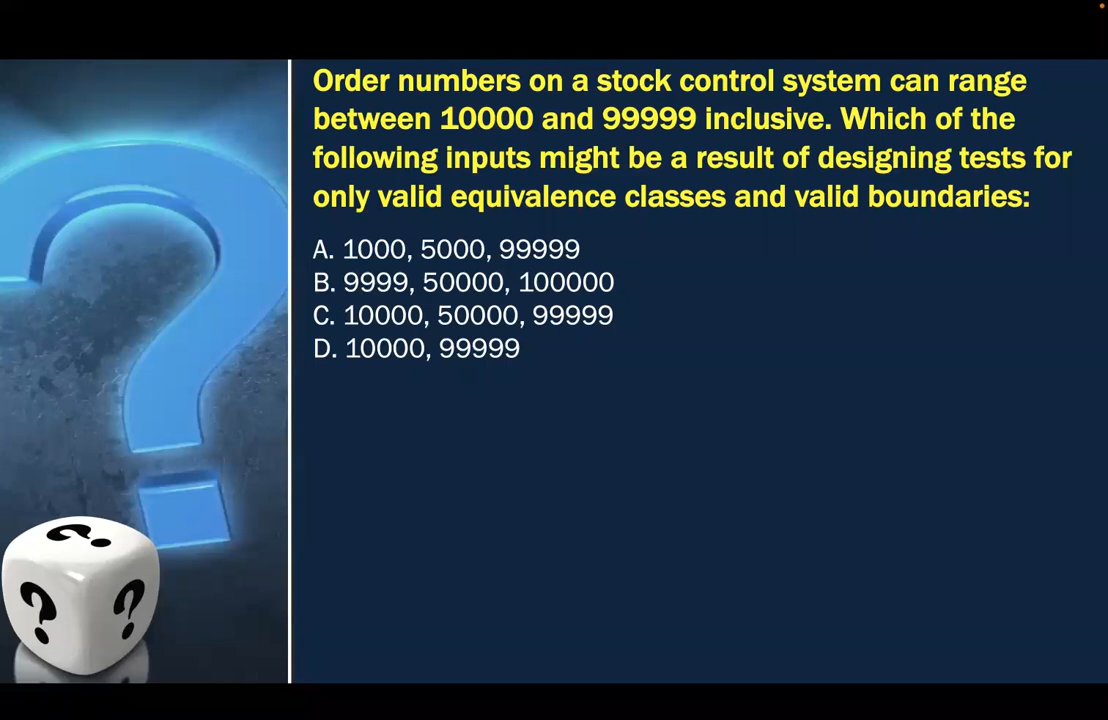 Order numbers on a stock control system can range
between 10000 and 99999 inclusive. Which of the
following inputs might be a result of designing tests for
only valid equivalence classes and valid boundaries:
A. 1000, 5000, 99999
B. 9999, 50000, 100000
C. 10000, 50000, 99999
D. 10000, 99999